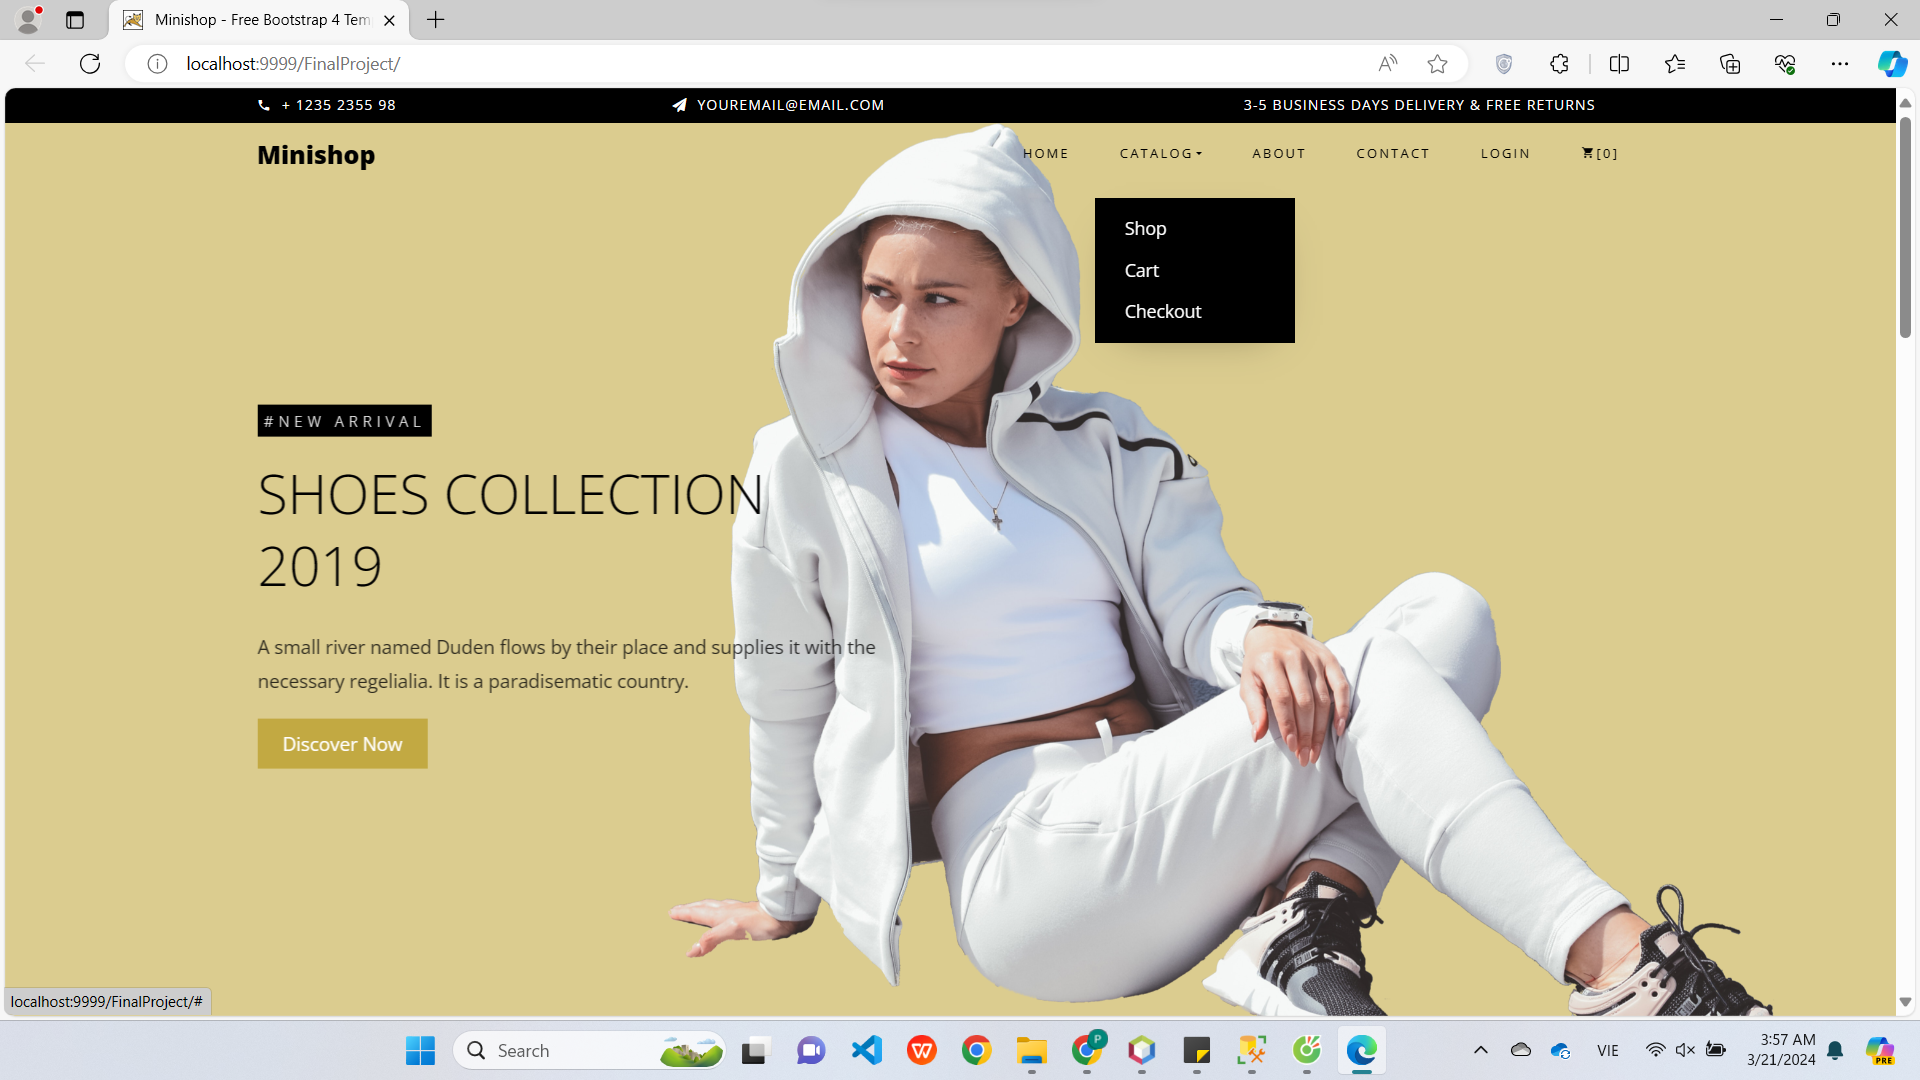 Minishop - Free Bootstrap 4 Tem
localhost:9999/FinalProject/
+ 1235 2355 98
YOUREMAIL@EMAIL.COM
3-5 BUSINESS DAYS DELIVERY & FREE RETURNS
Minishop
HOME
CATALOG
ABOUT
CONTACT
LOGIN
[0]
Shop
Cart
Checkout
#NEW ARRIVAL
SHOES COLLECTION
2019
A small river named Duden flows by their place and supplies it with the
necessary regelialia. It is a paradisematic country.
Discover Now
localhost:9999/FinalProject/#
Search
P
VIE
3:57 AM
3/21/2024
PRE